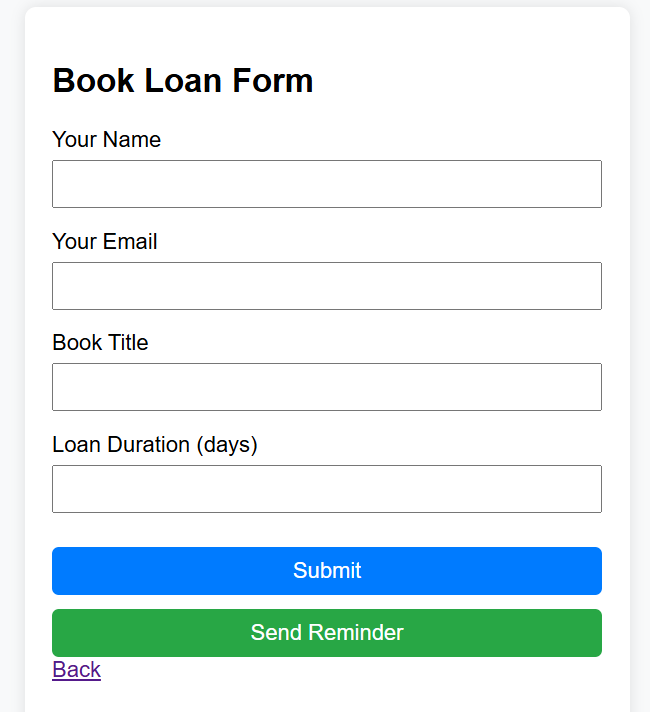 Book Loan Form
Your Name
Your Email
Book Title
Loan Duration (days)
Submit
Send Reminder
Back